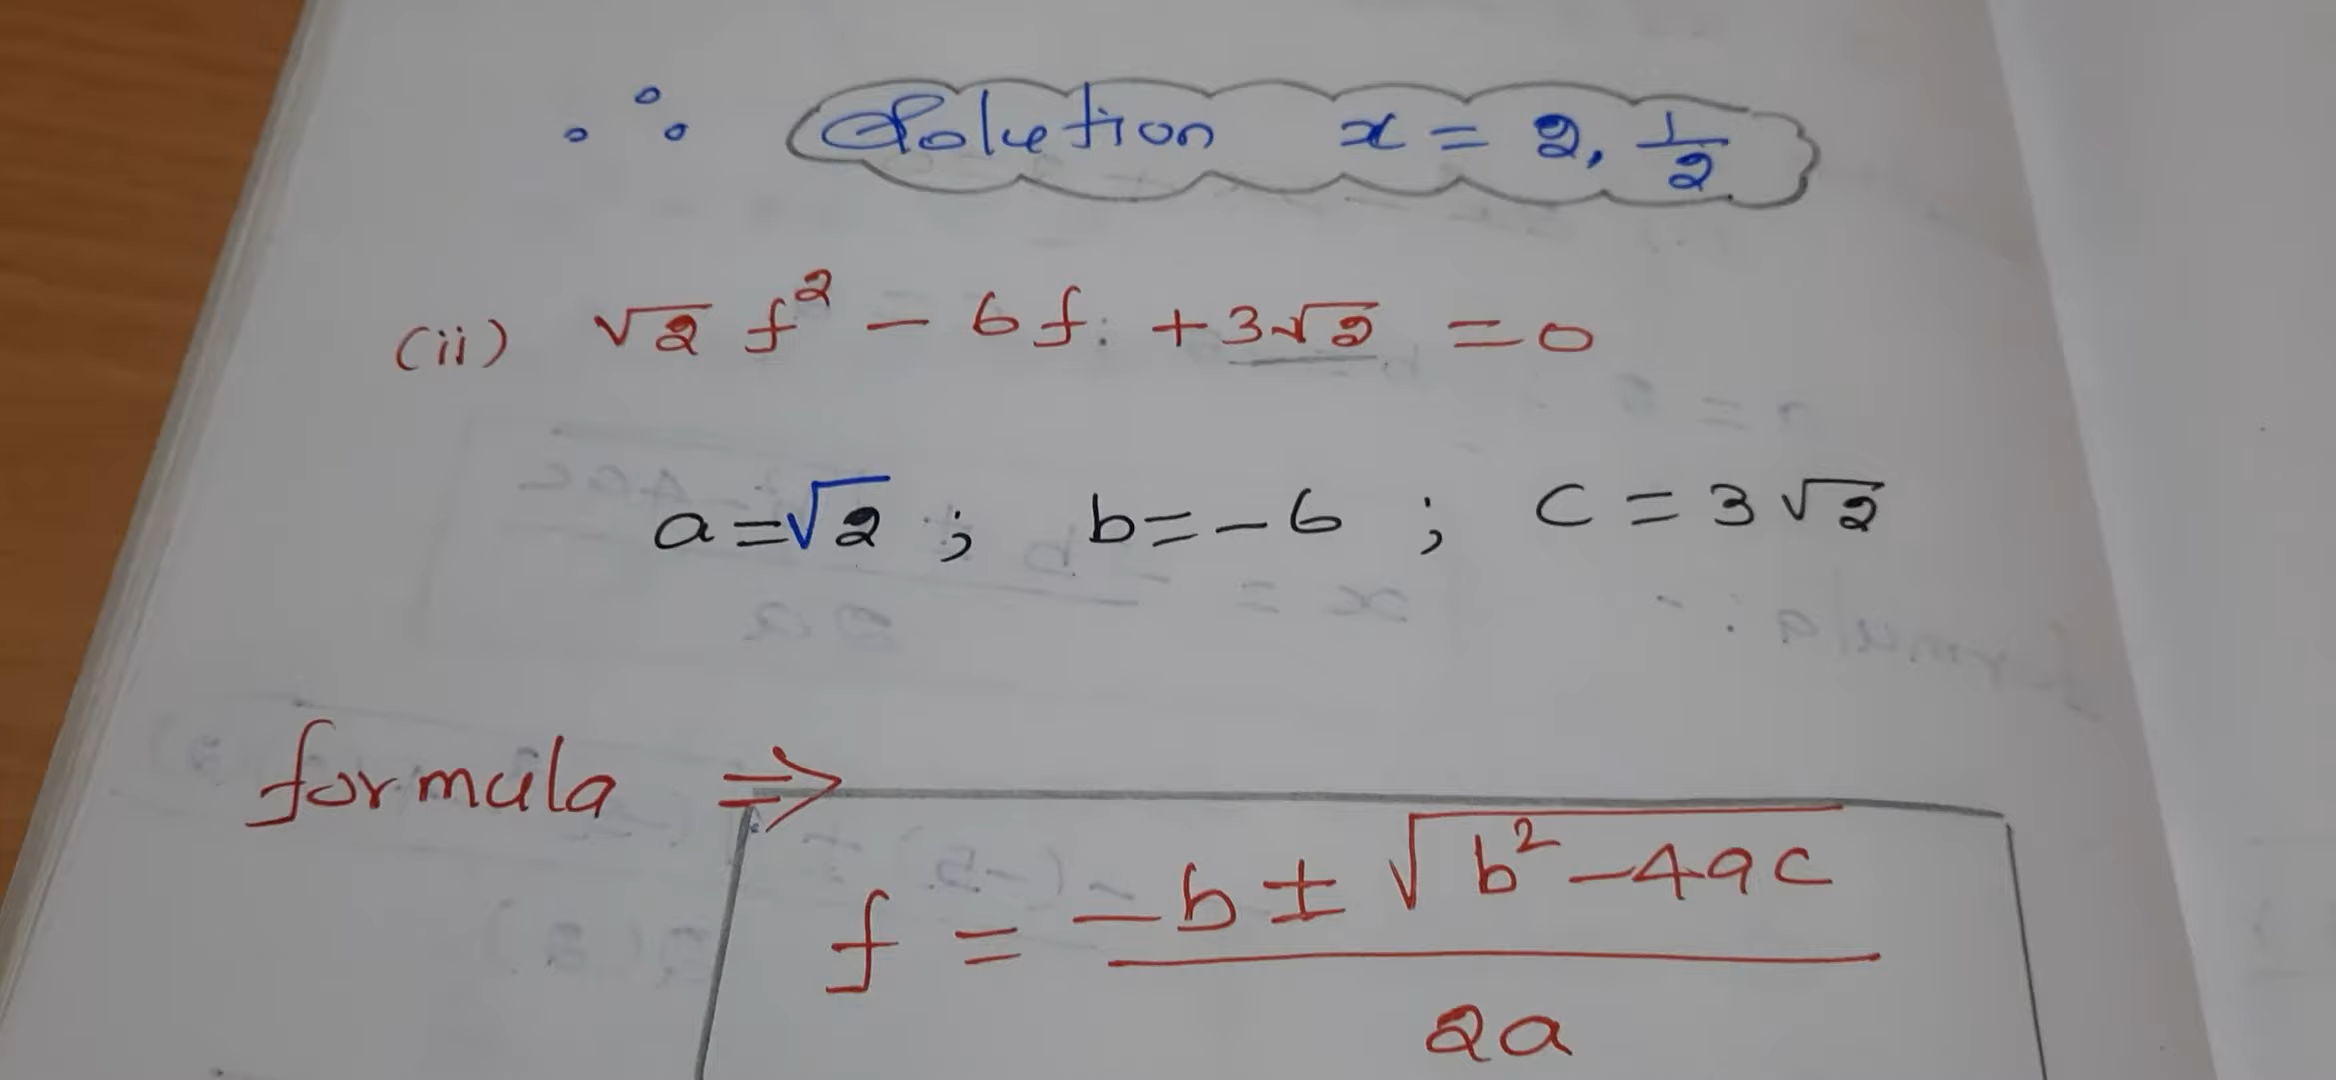 ∴ Solution x = 2, 1/2
(ii) √2 f² - 6f + 3√2 = 0
a = √2 ; b = -6 ; c = 3√2
formula ⇒
f = -b ± √b² - 4ac / 2a